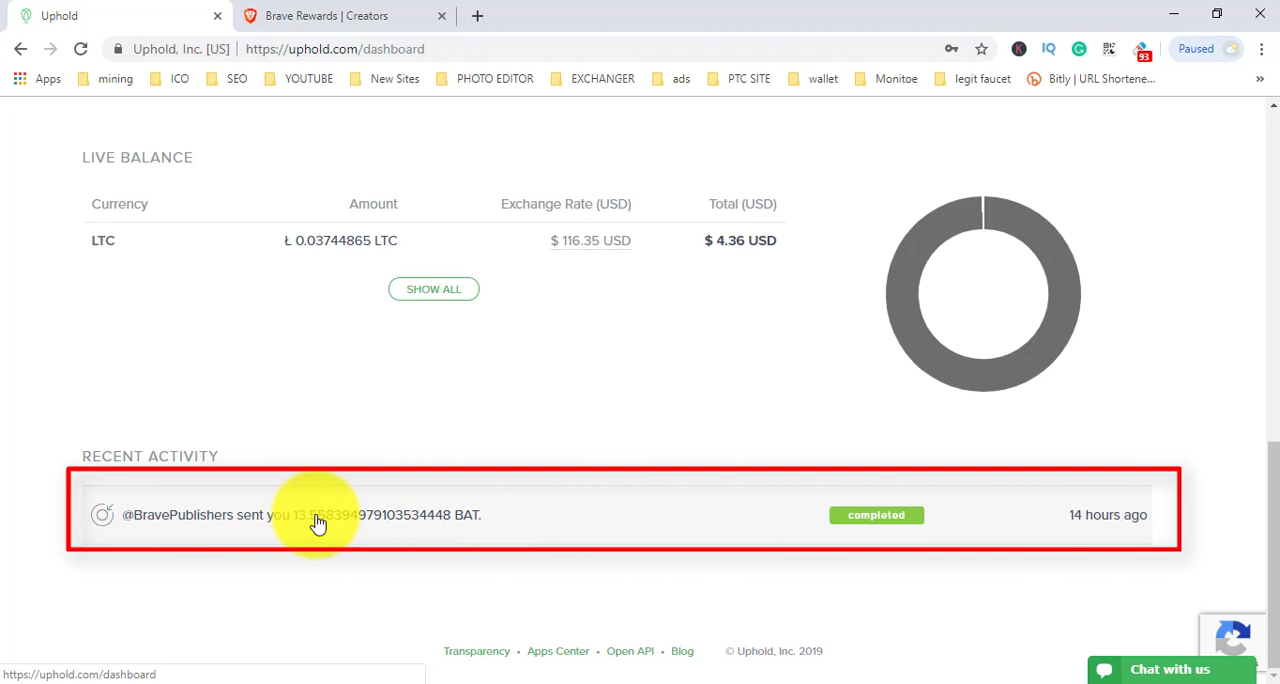 Uphold
Brave Rewards | Creators
Uphold, Inc. [US] | https://uphold.com/dashboard
IQ
93
Paused
Apps mining ICO SEO YOUTUBE New Sites PHOTO EDITOR EXCHANGER ads PTC SITE wallet Monitoe legit faucet Bitly | URL Shortene... »
LIVE BALANCE
Currency Amount Exchange Rate (USD) Total (USD)
LTC Ł 0.03744865 LTC $ 116.35 USD $ 4.36 USD
SHOW ALL
RECENT ACTIVITY
@BravePublishers sent you 13.558394979103534448 BAT. completed 14 hours ago
Transparency • Apps Center • Open API • Blog © Uphold, Inc. 2019
https://uphold.com/dashboard
Chat with us